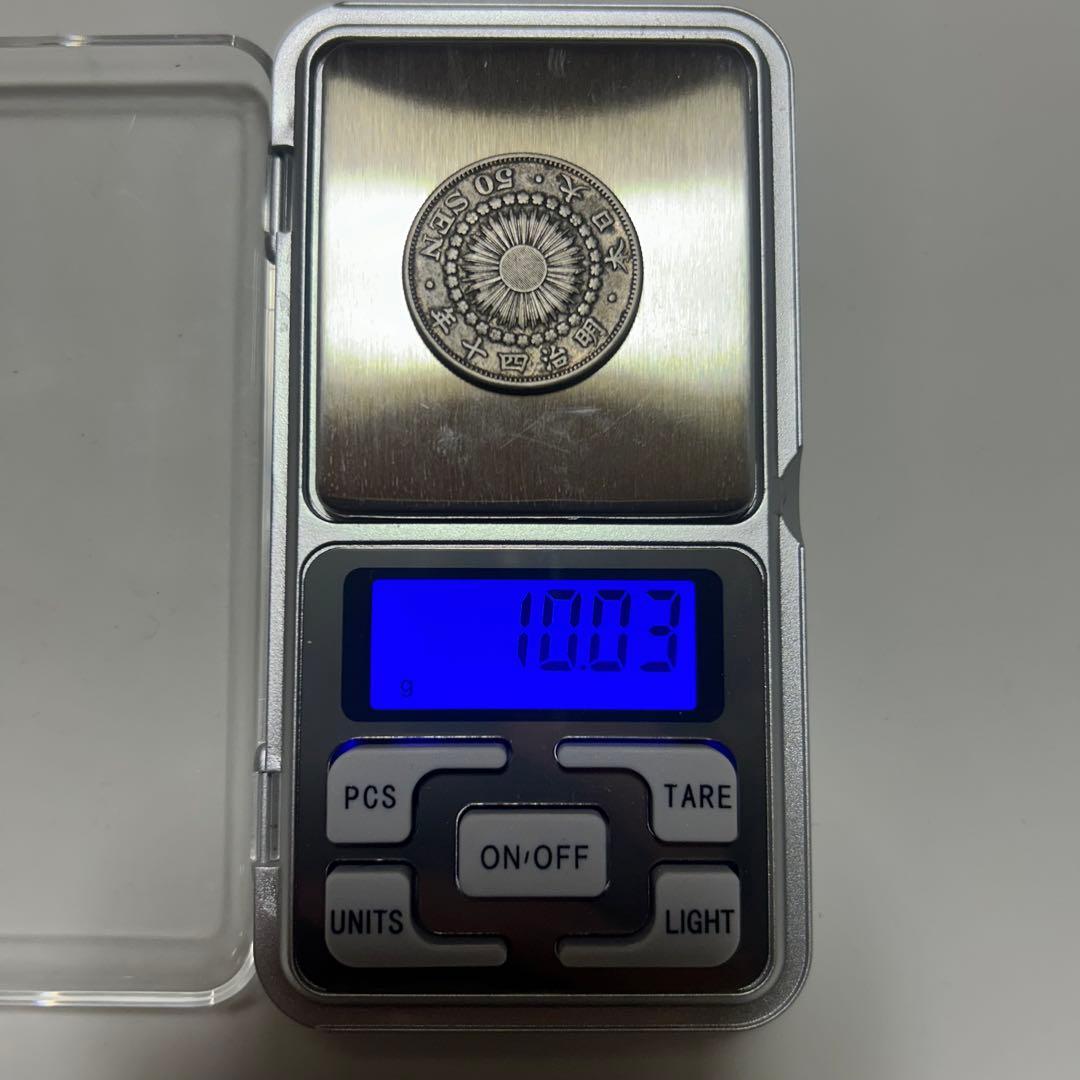 大日本
明治四十年
50 SEN
10.03
g
PCS
TARE
ON/OFF
UNITS
LIGHT